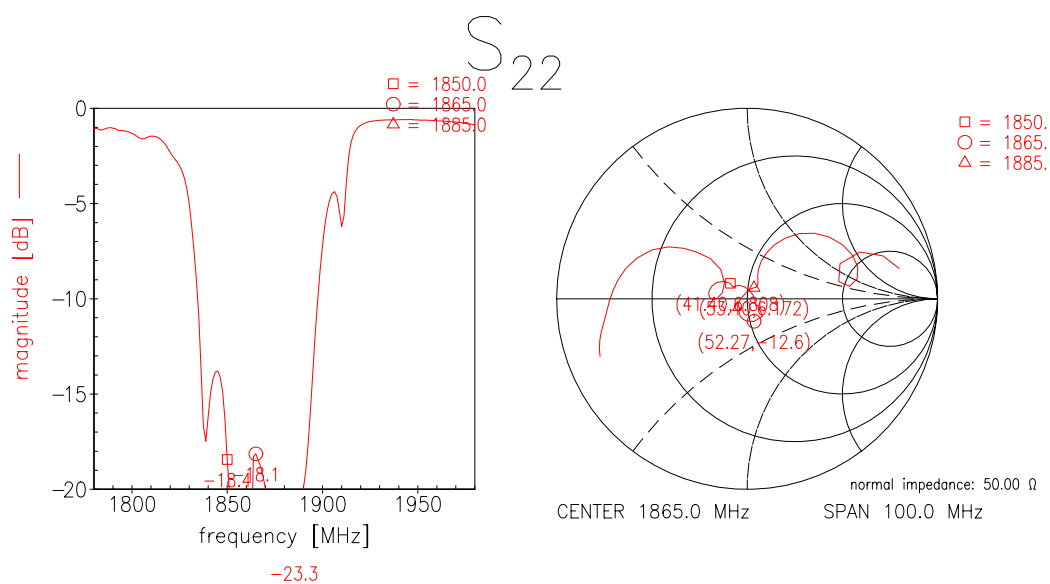 S22
□ = 1850.0
○ = 1865.0
△ = 1885.0
0
−5
−10
−15
−20
magnitude [dB]
−18.4
−18.1
1800
1850
1900
1950
frequency [MHz]
−23.3
□ = 1850.
○ = 1865.
△ = 1885.
(52.27, −12.6)
normal impedance: 50.00 Ω
CENTER 1865.0 MHz
SPAN 100.0 MHz